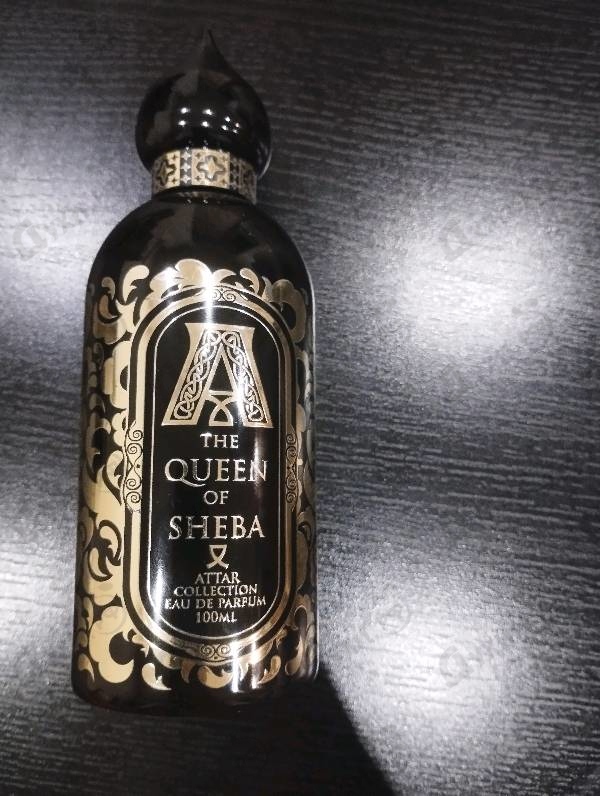 A
THE
QUEEN
OF
SHEBA
ATTAR
COLLECTION
EAU DE PARFUM
100ML